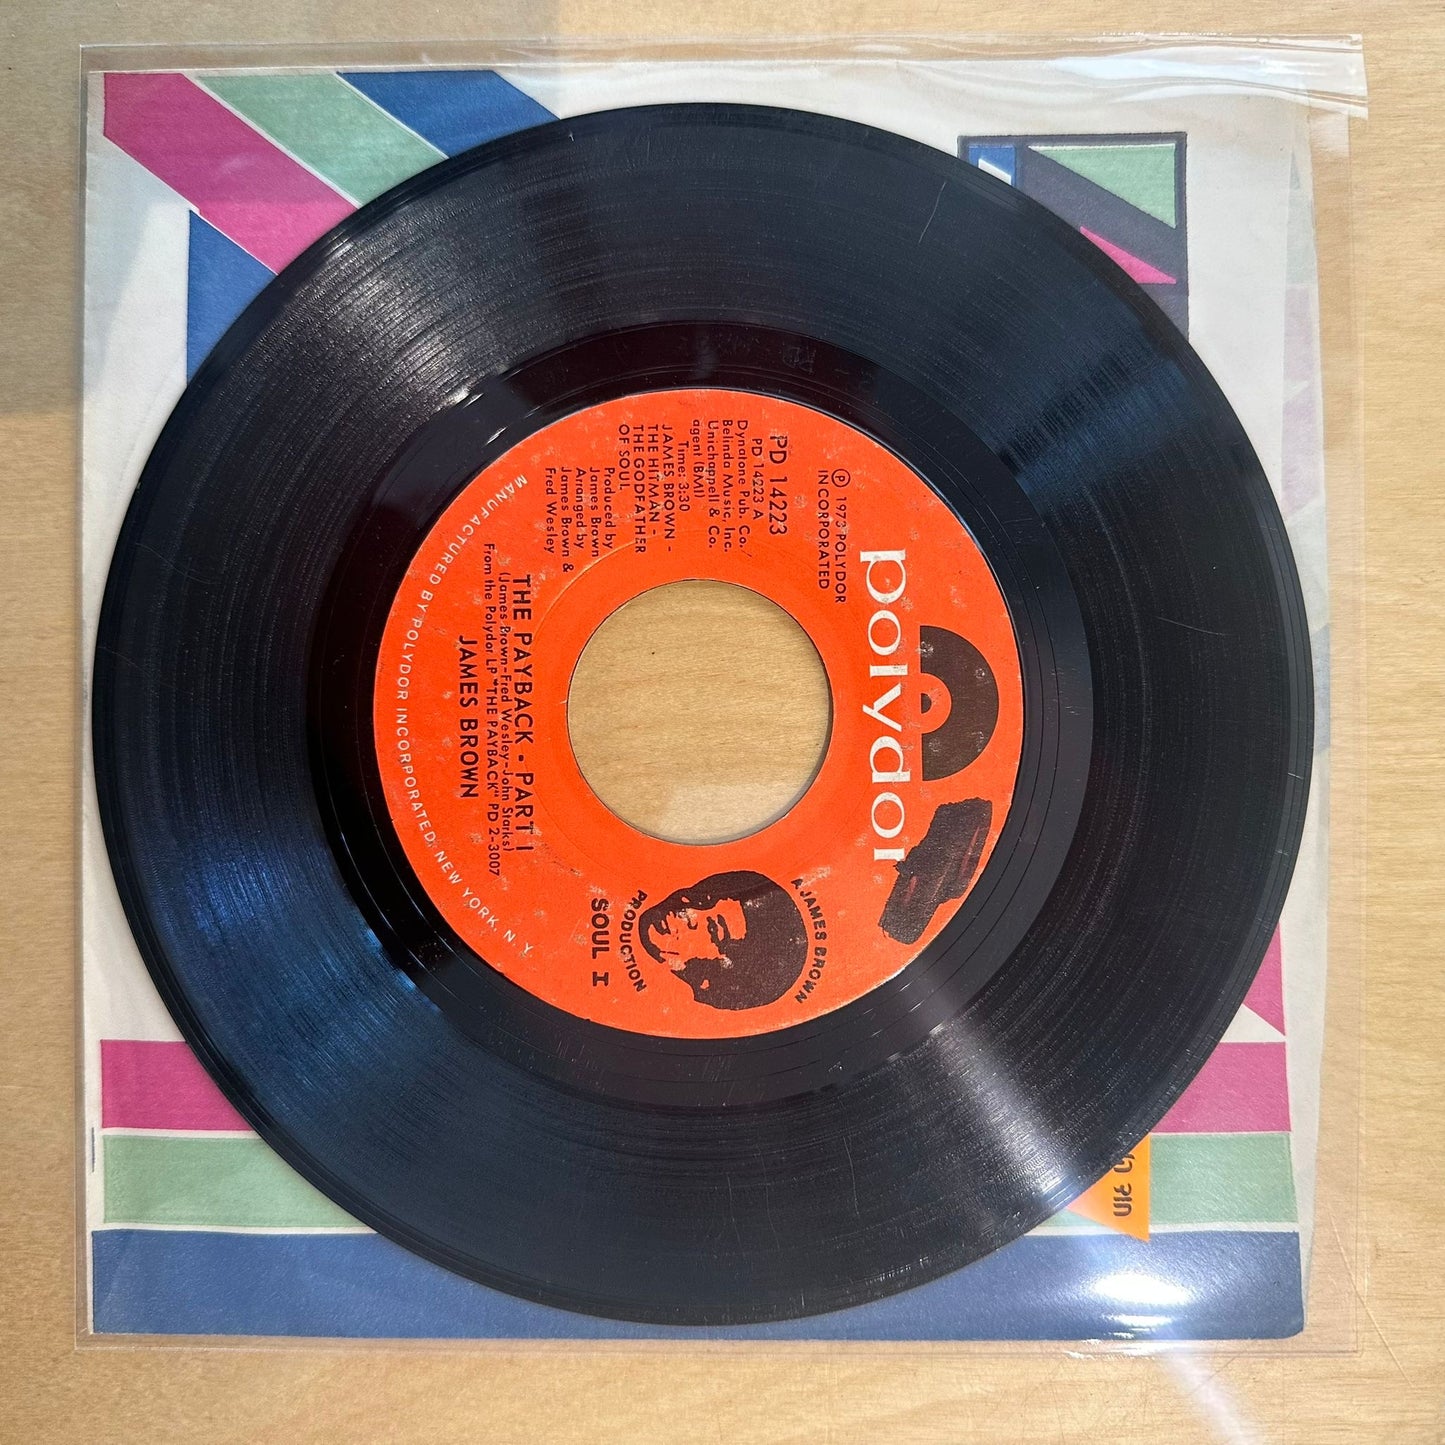 polydor
℗ 1973 POLYDOR
INCORPORATED
PD 14223
PD 14223 A
Dynatone Pub. Co.,
Belinda Music, Inc.
Unichappell & Co.
agent (BMI)
Time: 3:30
JAMES BROWN -
THE HITMAN -
THE GODFATHER
OF SOUL
Produced by
James Brown
Arranged by
James Brown &
Fred Wesley
A JAMES BROWN
PRODUCTION
SOUL I
THE PAYBACK - PART I
(James Brown-Fred Wesley-John Starks)
From the Polydor LP "THE PAYBACK" PD 2-3007
JAMES BROWN
MANUFACTURED BY POLYDOR INCORPORATED; NEW YORK, N. Y.